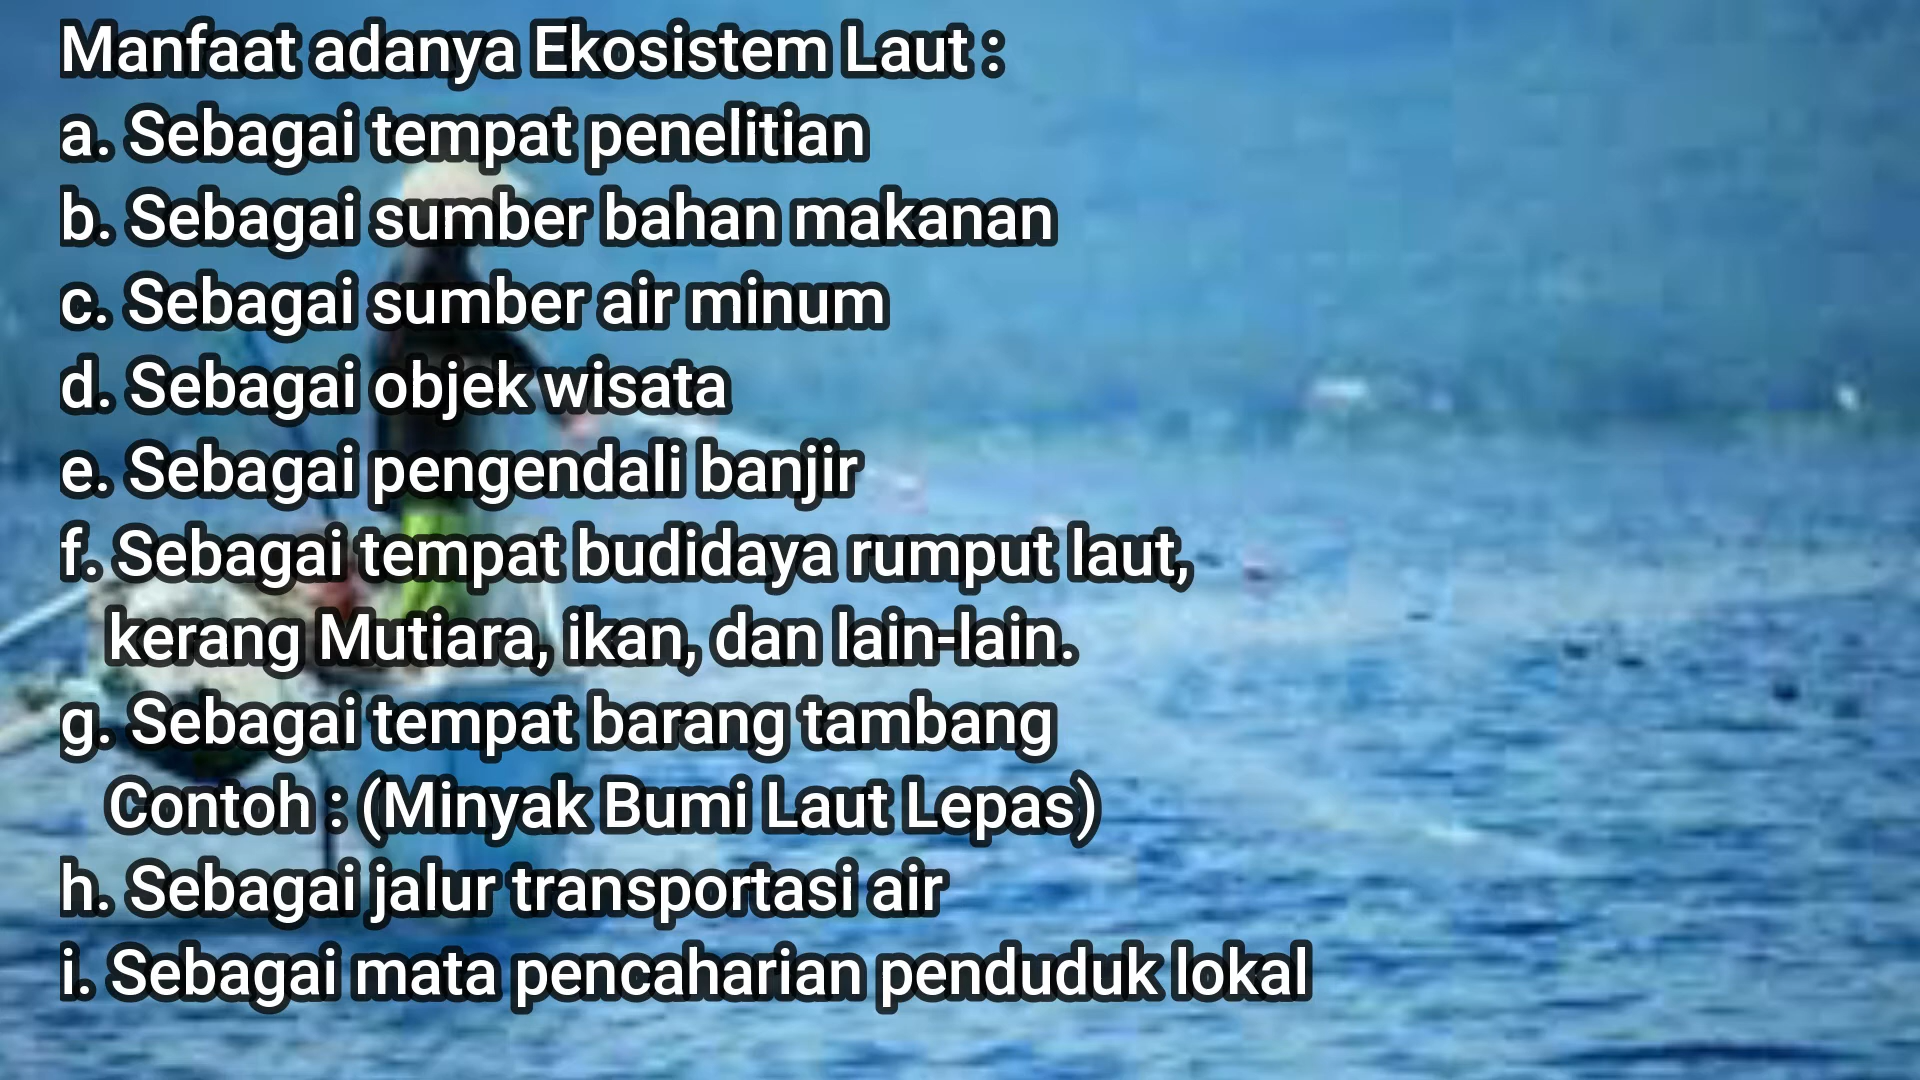 Manfaat adanya Ekosistem Laut :
a. Sebagai tempat penelitian
b. Sebagai sumber bahan makanan
c. Sebagai sumber air minum
d. Sebagai objek wisata
e. Sebagai pengendali banjir
f. Sebagai tempat budidaya rumput laut,
kerang Mutiara, ikan, dan lain-lain.
g. Sebagai tempat barang tambang
Contoh : (Minyak Bumi Laut Lepas)
h. Sebagai jalur transportasi air
i. Sebagai mata pencaharian penduduk lokal